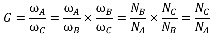 G = ω_A/ω_C = ω_A/ω_B × ω_B/ω_C = N_B/N_A × N_C/N_B = N_C/N_A